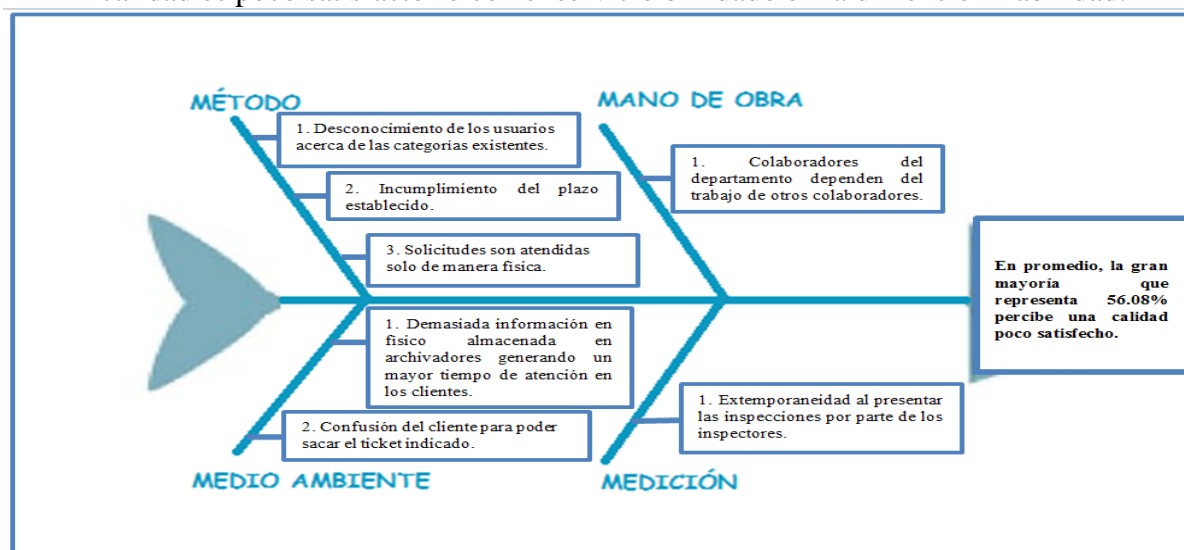 MÉTODO
1. Desconocimiento de los usuarios
acerca de las categorías existentes.
2. Incumplimiento del plazo
establecido.
3. Solicitudes son atendidas
solo de manera física.
MANO DE OBRA
1. Colaboradores del
departamento dependen del
trabajo de otros colaboradores.
En promedio, la gran
mayoría que
representa 56.08%
percibe una calidad
poco satisfecho.
1. Demasiada información en
físico almacenada en
archivadores generando un
mayor tiempo de atención en
los clientes.
2. Confusión del cliente para poder
sacar el ticket indicado.
MEDIO AMBIENTE
1. Extemporaneidad al presentar
las inspecciones por parte de los
inspectores.
MEDICIÓN